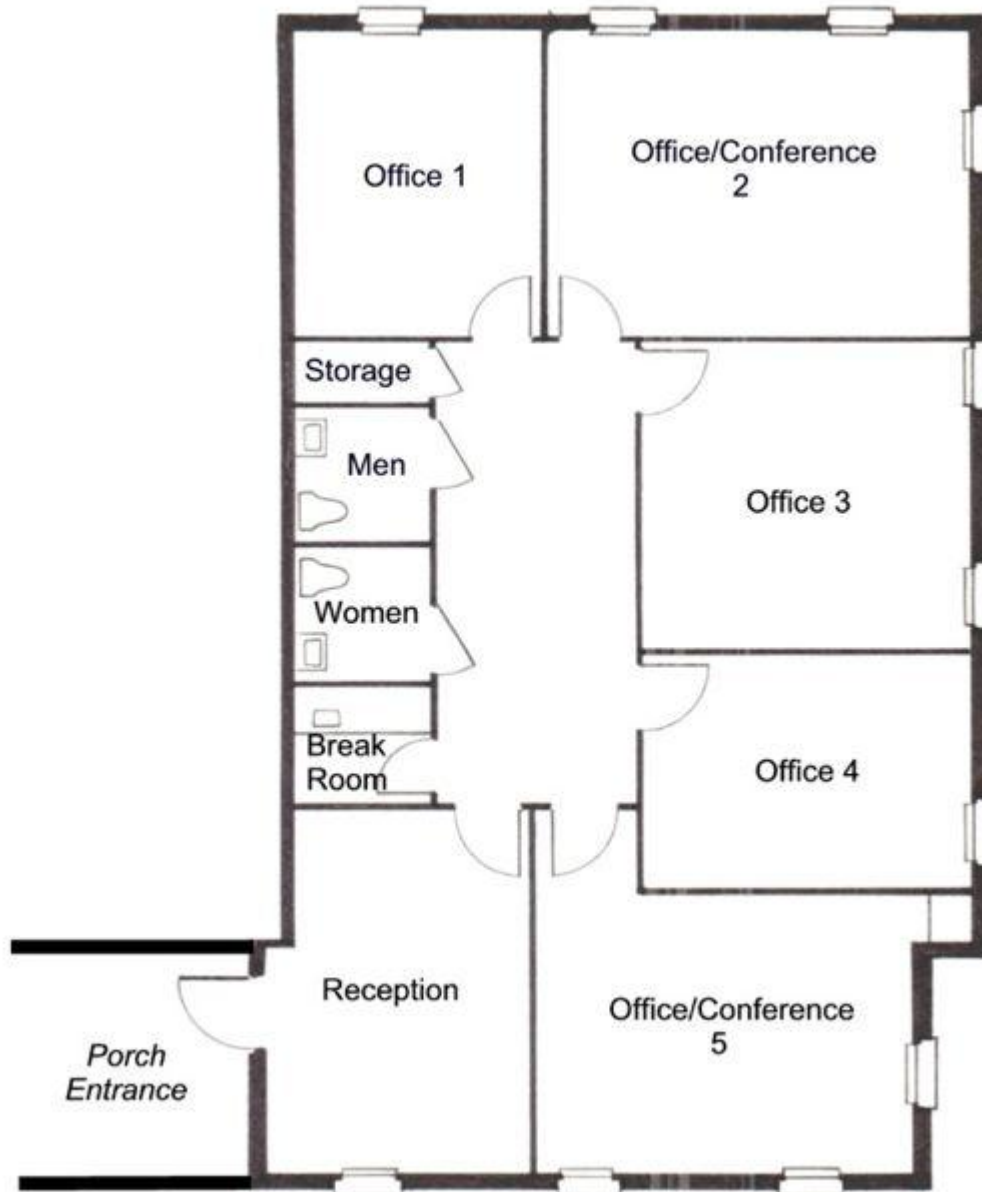 Office 1
Office/Conference
2
Storage
Men
Office 3
Women
Break
Room
Office 4
Reception
Office/Conference
5
Porch
Entrance